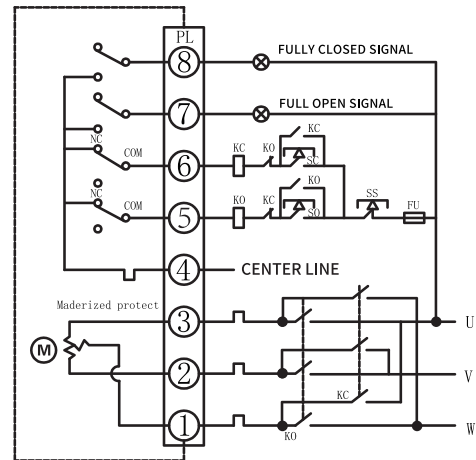 PL
8 FULLY CLOSED SIGNAL
7 FULL OPEN SIGNAL
NC COM 6 KC KO KC SC
NC COM 5 KO KC KO SO SS FU
4 CENTER LINE
Maderized protect 3 U
M 2 V
KC
1 KO W